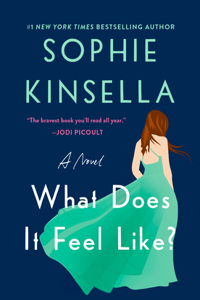 #1 NEW YORK TIMES BESTSELLING AUTHOR
SOPHIE
KINSELLA
"The bravest book you'll read all year."
—JODI PICOULT
A Novel
What Does
It Feel Like?